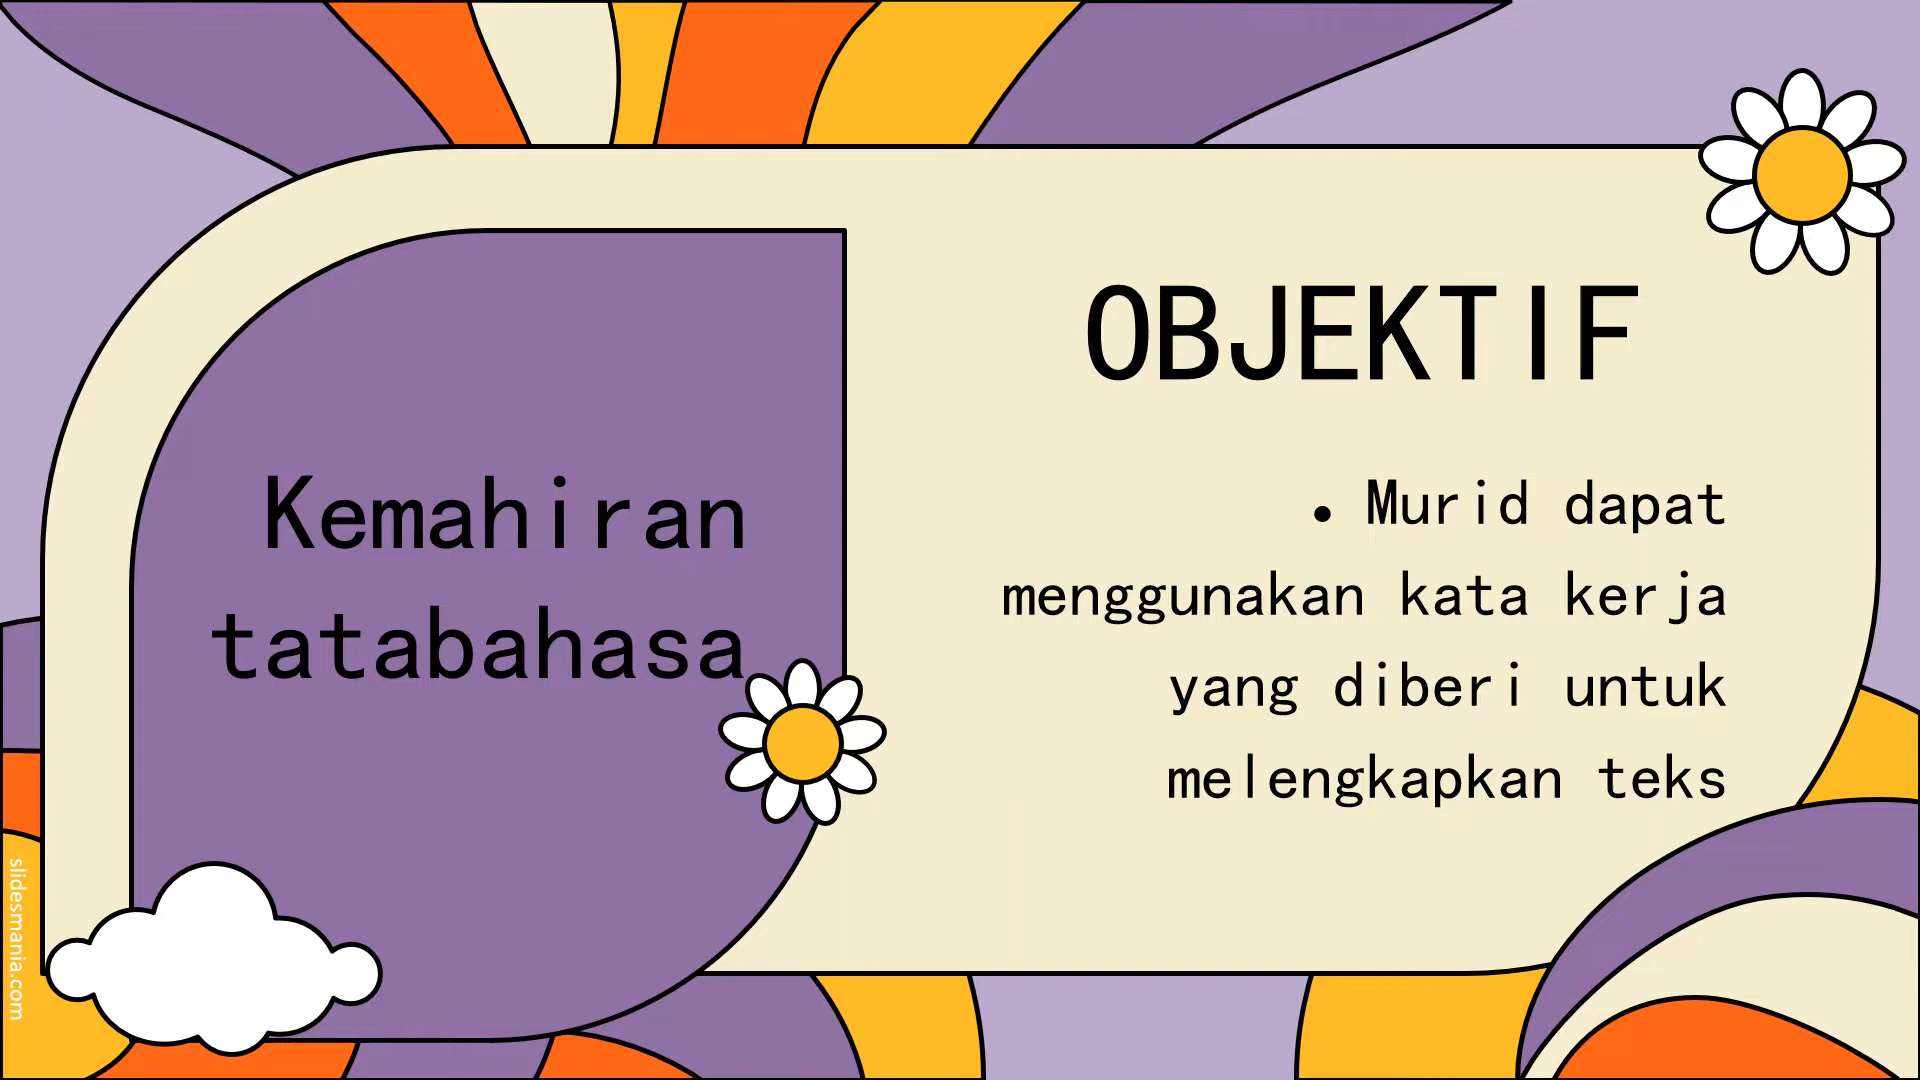 OBJEKTIF
Kemahiran
tatabahasa
• Murid dapat
menggunakan kata kerja
yang diberi untuk
melengkapkan teks
slidesmania.com